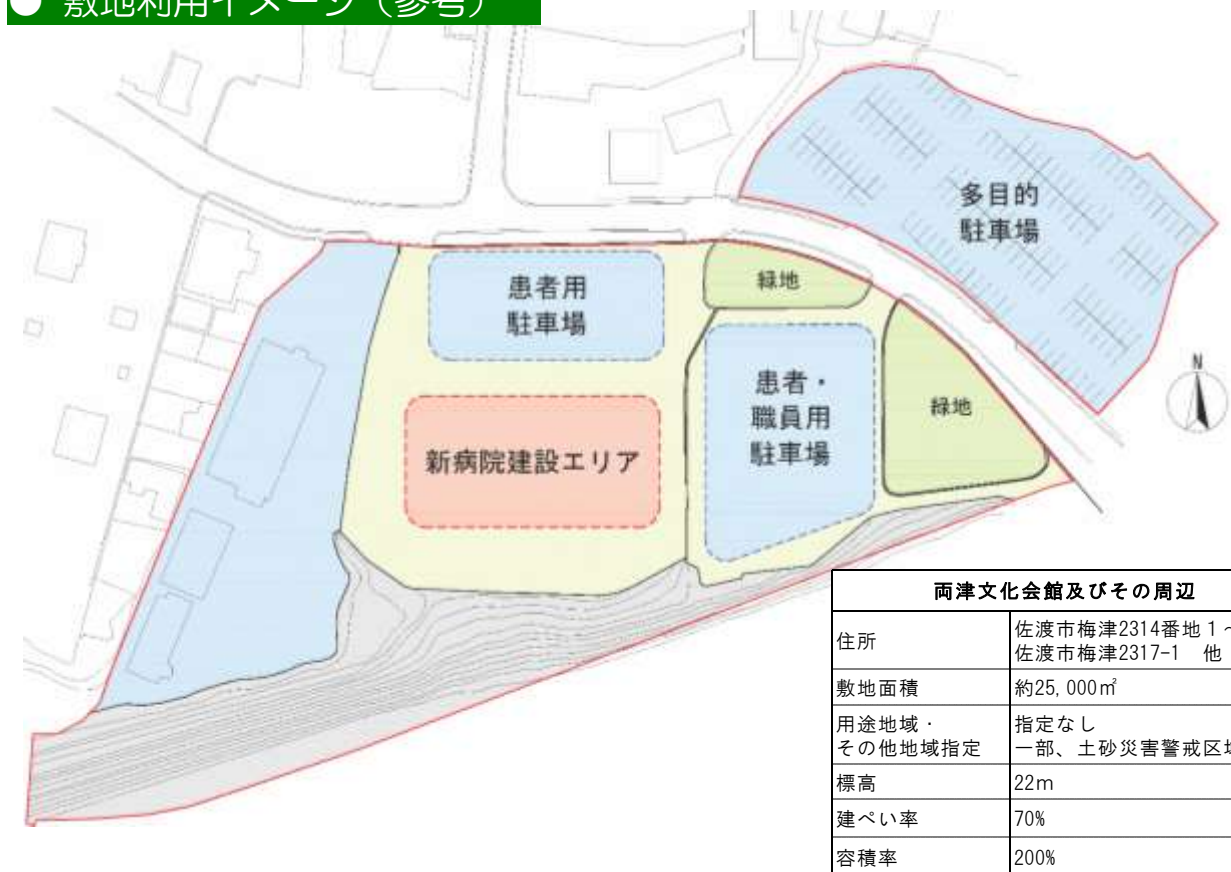 ● 敷地利用イメージ（参考）
多目的
駐車場
患者用
駐車場
緑地
患者・
職員用
駐車場
緑地
新病院建設エリア
N
両津文化会館及びその周辺
住所
佐渡市梅津2314番地1～
佐渡市梅津2317-1 他
敷地面積
約25,000㎡
用途地域・
その他地域指定
指定なし
一部、土砂災害警戒区域
標高
22m
建ぺい率
70%
容積率
200%